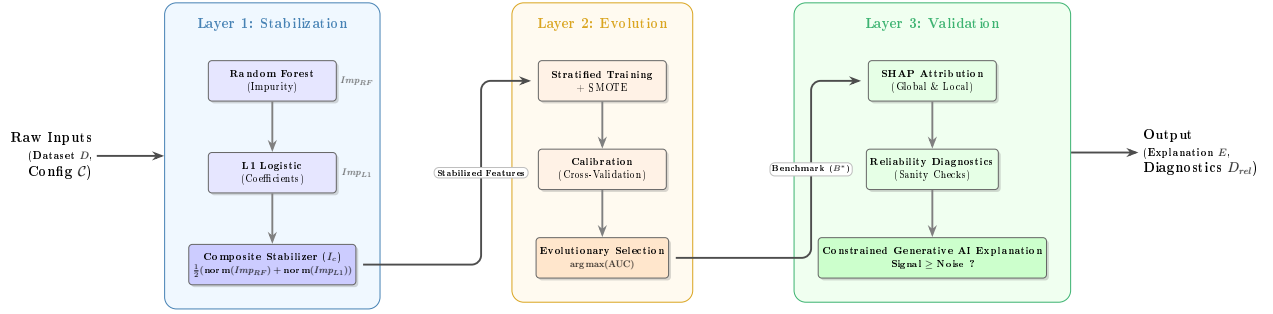 Raw Inputs
(Dataset D,
Config C)
Layer 1: Stabilization
Random Forest
(Impurity)
Imp_RF
L1 Logistic
(Coefficients)
Imp_L1
Composite Stabilizer (I_c)
½(norm(Imp_RF) + norm(Imp_L1))
Stabilized Features
Layer 2: Evolution
Stratified Training
+ SMOTE
Calibration
(Cross-Validation)
Evolutionary Selection
arg max(AUC)
Benchmark (B*)
Layer 3: Validation
SHAP Attribution
(Global & Local)
Reliability Diagnostics
(Sanity Checks)
Constrained Generative AI Explanation
Signal ≥ Noise ?
Output
(Explanation E,
Diagnostics D_rel)